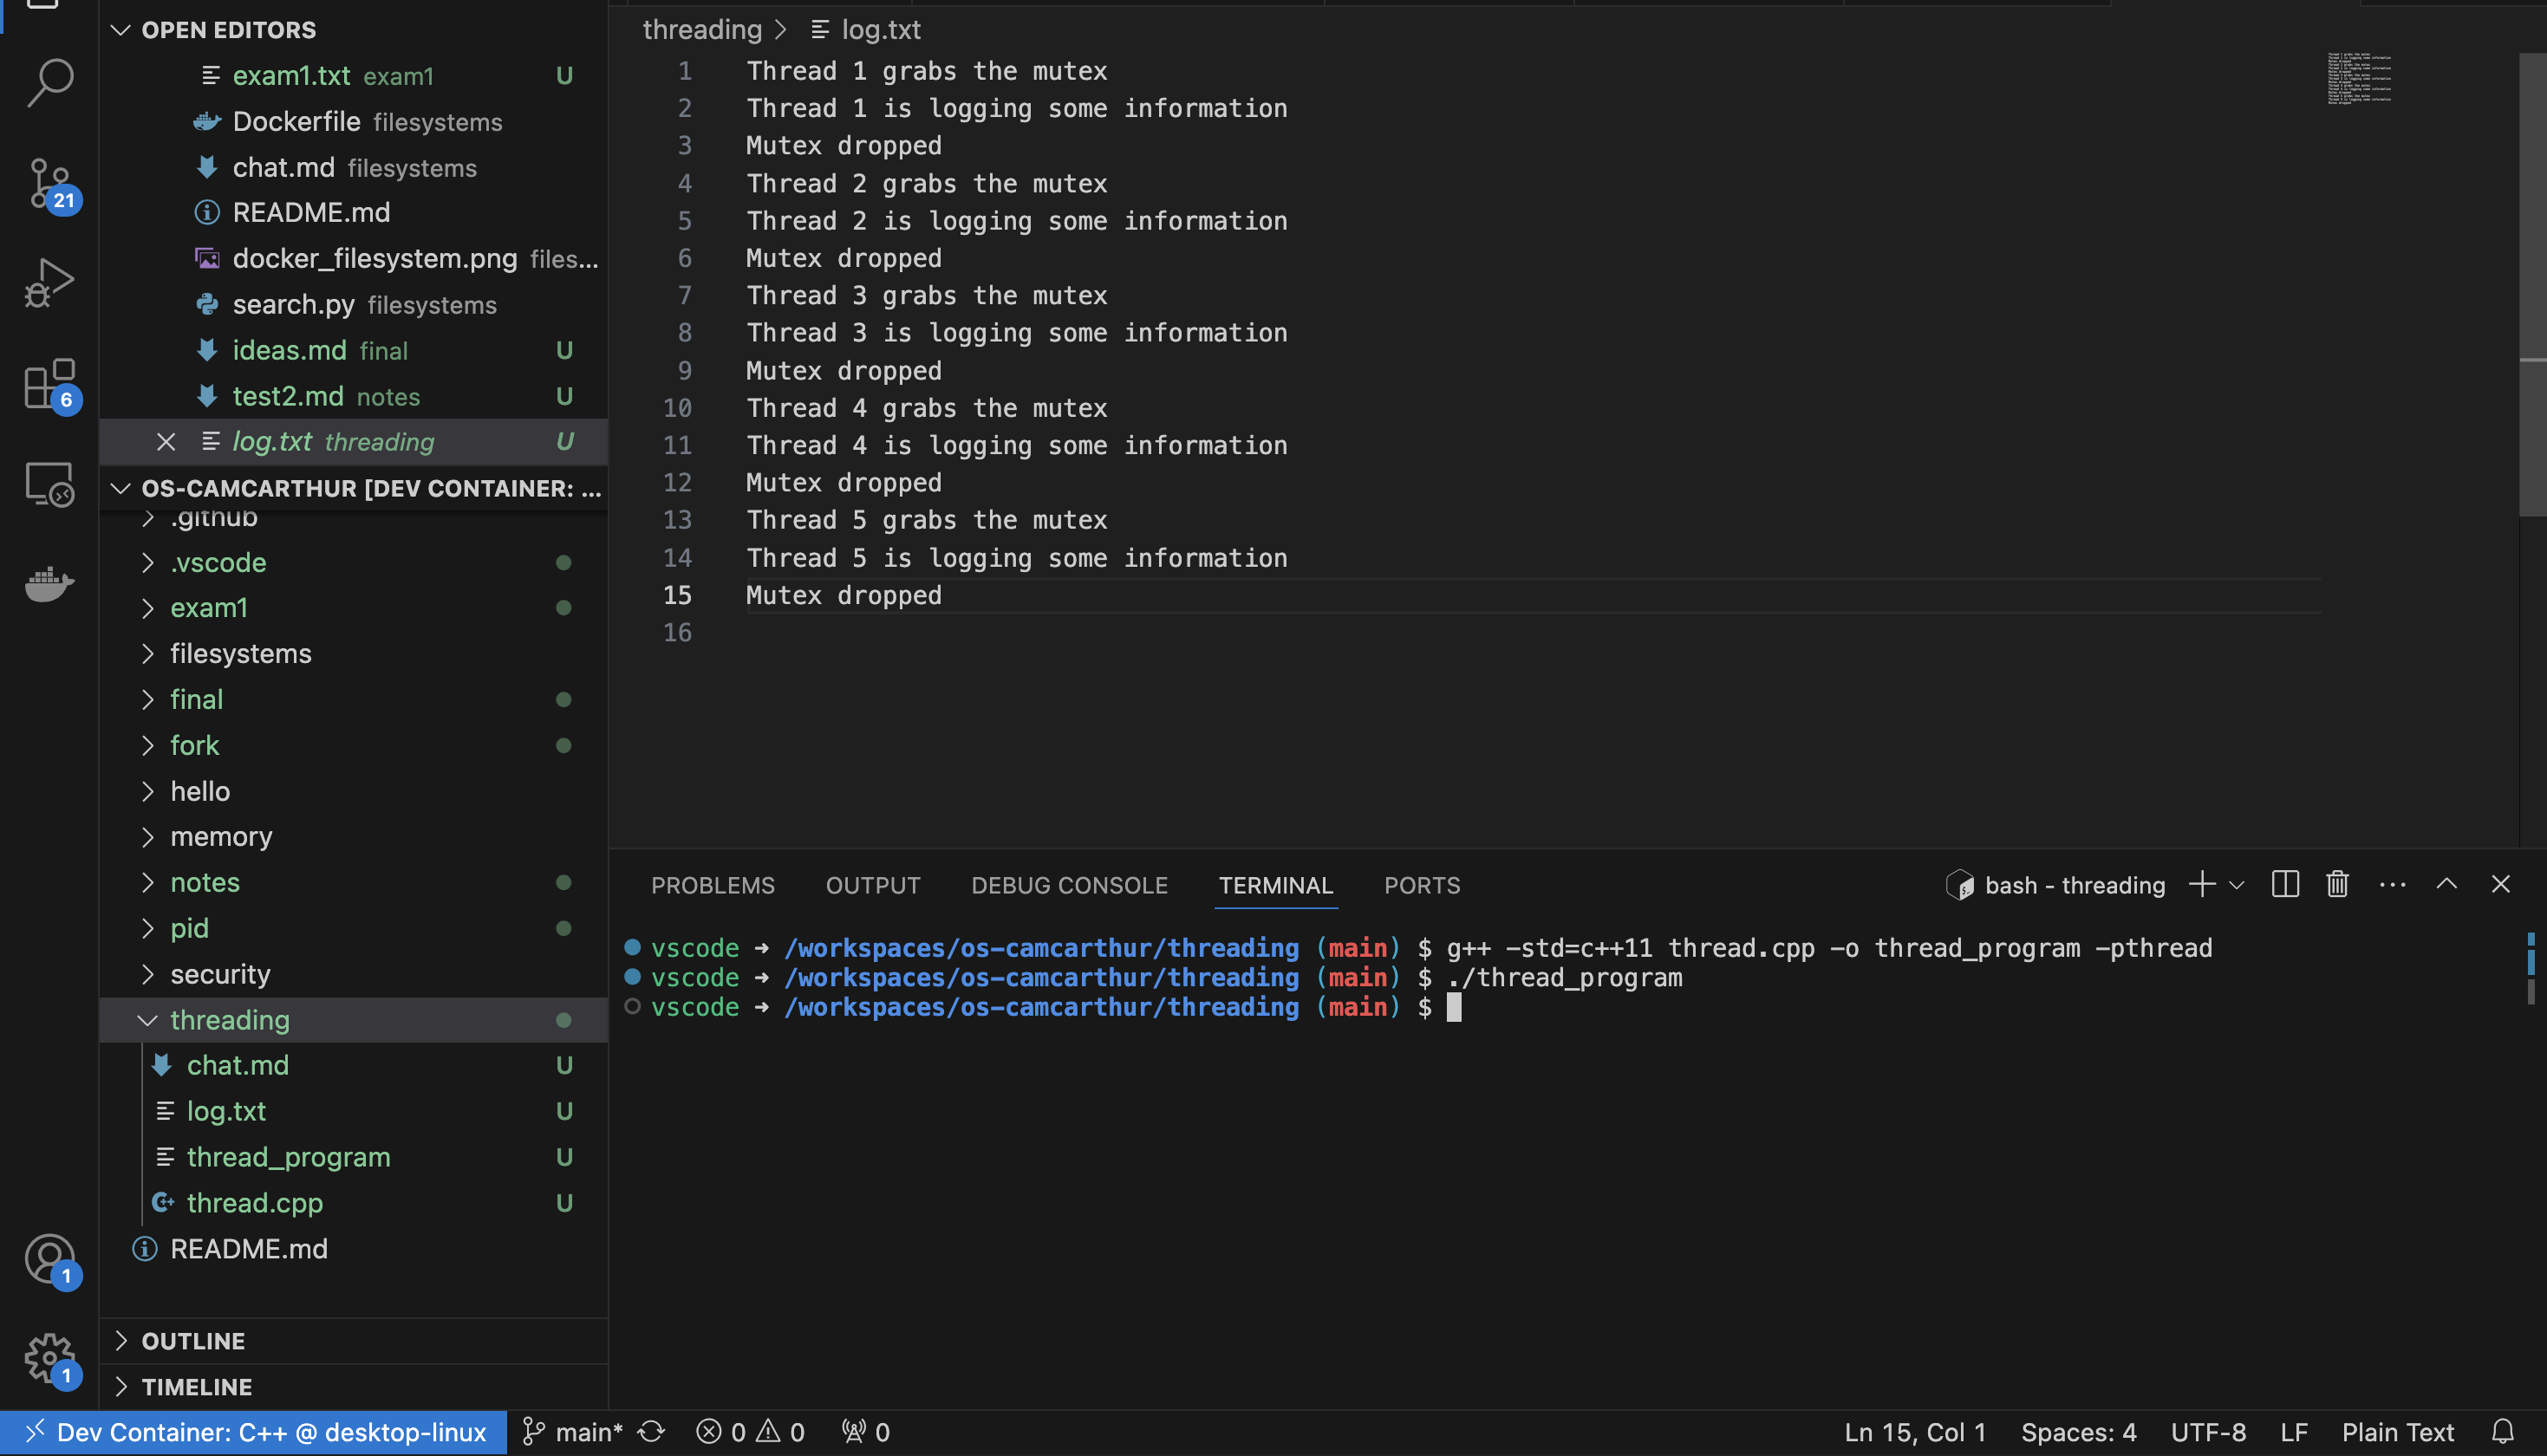 OPEN EDITORS
exam1.txt exam1 U
Dockerfile filesystems
chat.md filesystems
README.md
docker_filesystem.png files...
search.py filesystems
ideas.md final U
test2.md notes U
log.txt threading U
OS-CAMCARTHUR [DEV CONTAINER: ...
.github
.vscode
exam1
filesystems
final
fork
hello
memory
notes
pid
security
threading
chat.md U
log.txt U
thread_program U
thread.cpp U
README.md
OUTLINE
TIMELINE
21
6
1
1
threading > log.txt
1 Thread 1 grabs the mutex
2 Thread 1 is logging some information
3 Mutex dropped
4 Thread 2 grabs the mutex
5 Thread 2 is logging some information
6 Mutex dropped
7 Thread 3 grabs the mutex
8 Thread 3 is logging some information
9 Mutex dropped
10 Thread 4 grabs the mutex
11 Thread 4 is logging some information
12 Mutex dropped
13 Thread 5 grabs the mutex
14 Thread 5 is logging some information
15 Mutex dropped
16
PROBLEMS OUTPUT DEBUG CONSOLE TERMINAL PORTS bash - threading
vscode ➜ /workspaces/os-camcarthur/threading (main) $ g++ -std=c++11 thread.cpp -o thread_program -pthread
vscode ➜ /workspaces/os-camcarthur/threading (main) $ ./thread_program
vscode ➜ /workspaces/os-camcarthur/threading (main) $
Dev Container: C++ @ desktop-linux main* 0 0 0 Ln 15, Col 1 Spaces: 4 UTF-8 LF Plain Text